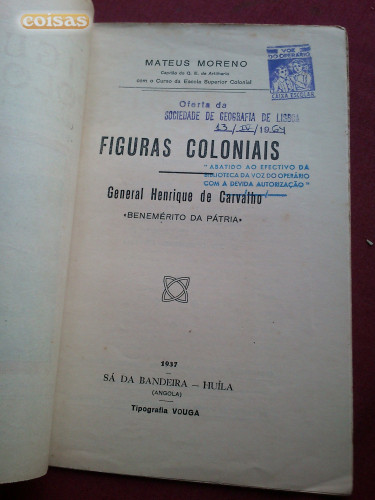 coisas
MATEUS MORENO
Capitão do Q. E. de Artilharia
com o Curso da Escola Superior Colonial
VOZ
DO OPERÁRIO
CAIXA ESCOLAR
Oferta da
SOCIEDADE DE GEOGRAFIA DE LISBOA
13/IV/1964
FIGURAS COLONIAIS
"ABATIDO AO EFECTIVO DA
BIBLIOTECA DA VOZ DO OPERÁRIO
COM A DEVIDA AUTORIZAÇÃO"
General Henrique de Carvalho
•BENEMÉRITO DA PÁTRIA•
1937
SÁ DA BANDEIRA — HUÍLA
(ANGOLA)
Tipografia VOUGA